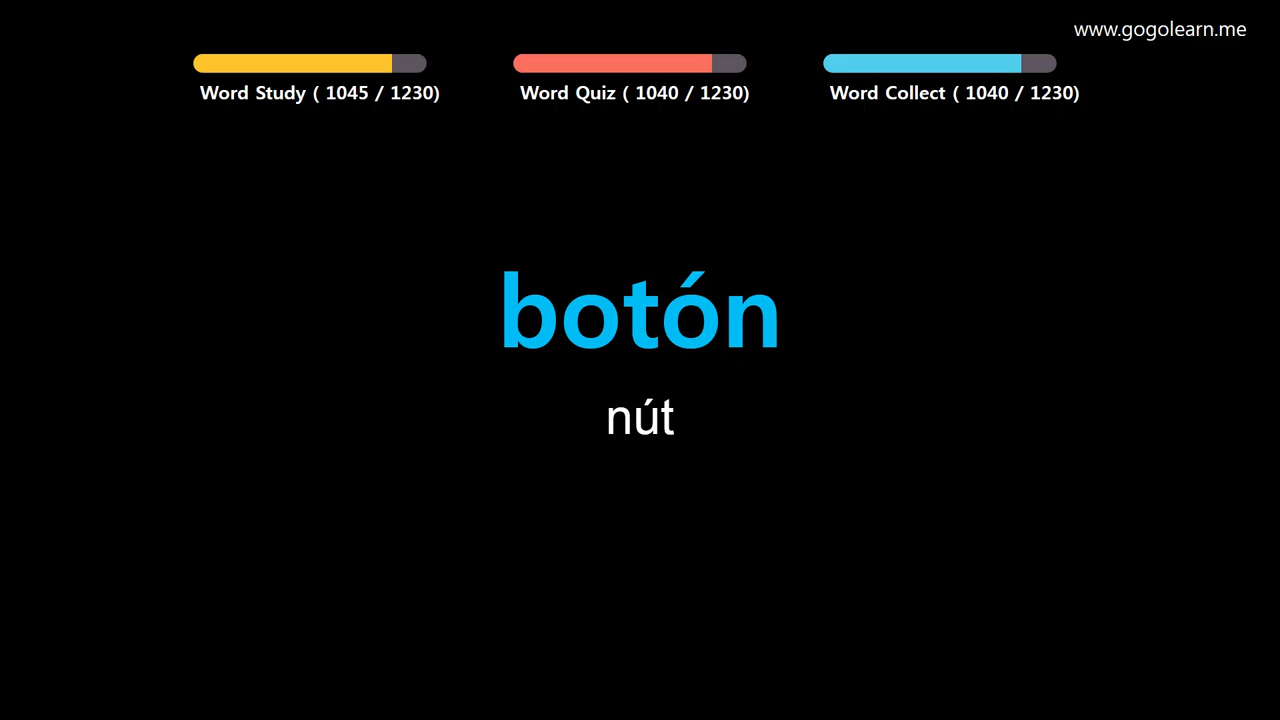 www.gogolearn.me
Word Study ( 1045 / 1230)
Word Quiz ( 1040 / 1230)
Word Collect ( 1040 / 1230)
botón
nút